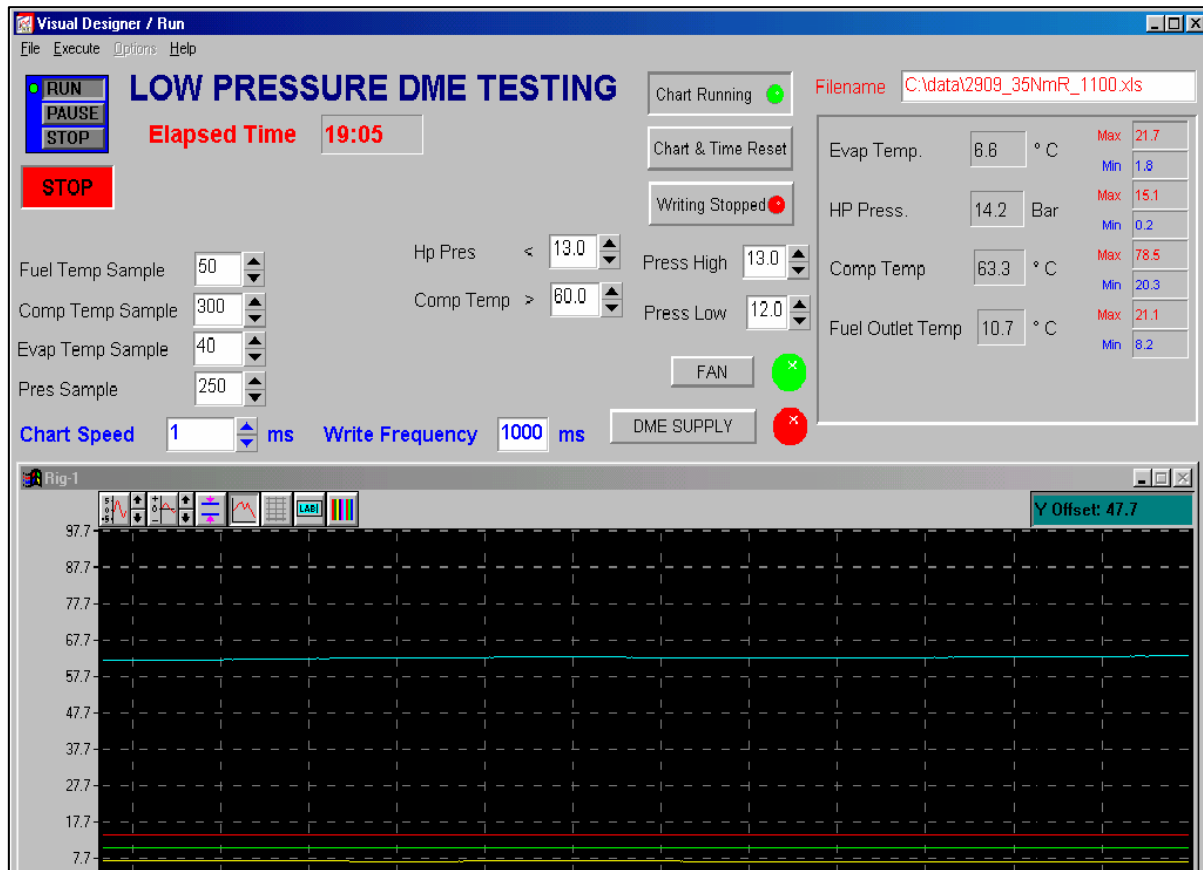 Visual Designer / Run
File Execute Options Help
RUN
PAUSE
STOP
LOW PRESSURE DME TESTING
Elapsed Time 19:05
STOP
Chart Running
Chart & Time Reset
Writing Stopped
Filename C:\data\2909_35NmR_1100.xls
Evap Temp. 6.6 ° C Max 21.7
Min 1.8
HP Press. 14.2 Bar Max 15.1
Min 0.2
Comp Temp 63.3 ° C Max 78.5
Min 20.3
Fuel Outlet Temp 10.7 ° C Max 21.1
Min 8.2
Fuel Temp Sample 50
Comp Temp Sample 300
Evap Temp Sample 40
Pres Sample 250
Hp Pres < 13.0
Comp Temp > 60.0
Press High 13.0
Press Low 12.0
FAN
DME SUPPLY
Chart Speed 1 ms Write Frequency 1000 ms
Rig-1
LAB
Y Offset: 47.7
97.7
87.7
77.7
67.7
57.7
47.7
37.7
27.7
17.7
7.7